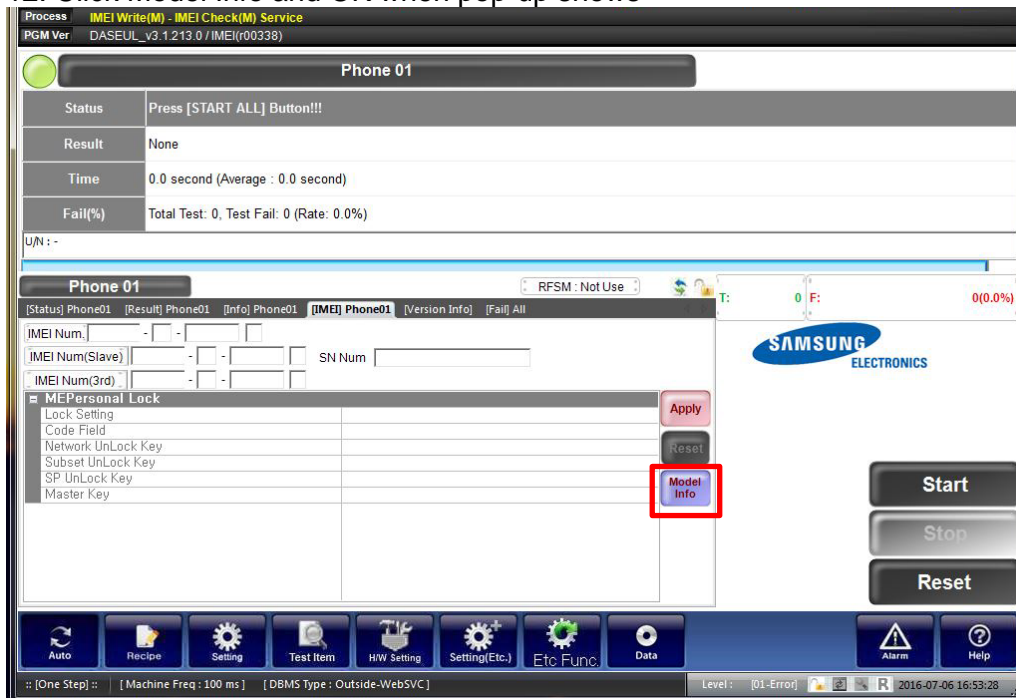 Process IMEI Write(M) - IMEI Check(M) Service
PGM Ver DASEUL_v3.1.213.0 / IMEI(r00338)
Phone 01
Status Press [START ALL] Button!!!
Result None
Time 0.0 second (Average : 0.0 second)
Fail(%) Total Test: 0, Test Fail: 0 (Rate: 0.0%)
U/N : -
Phone 01 RFSM : Not Use
T: 0 F: 0(0.0%)
[Status] Phone01 [Result] Phone01 [Info] Phone01 [IMEI] Phone01 [Version Info] [Fail] All
IMEI Num. - -
IMEI Num(Slave) - - SN Num
IMEI Num(3rd) - -
SAMSUNG
ELECTRONICS
MEPersonal Lock
Lock Setting
Code Field
Network UnLock Key
Subset UnLock Key
SP UnLock Key
Master Key
Apply
Reset
Model
Info
Start
Stop
Reset
Auto Recipe Setting Test Item H/W Setting Setting(Etc.) Etc Func. Data Alarm Help
:: [One Step] :: [ Machine Freq : 100 ms ] [ DBMS Type : Outside-WebSVC ] Level : [01-Error] R 2016-07-06 16:53:28